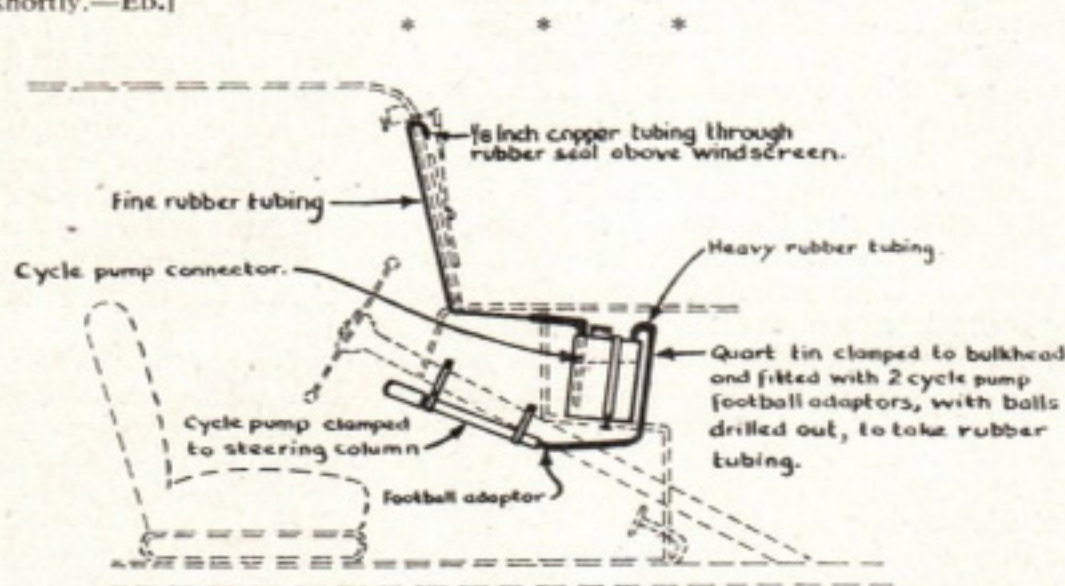 shortly.—ED.]
* * *
1/8 Inch copper tubing through
rubber seal above windscreen.
Fine rubber tubing
Heavy rubber tubing.
Cycle pump connector.
Quart tin clamped to bulkhead
and fitted with 2 cycle pump
football adaptors, with balls
drilled out, to take rubber
tubing.
Cycle pump clamped
to steering column
Football adaptor